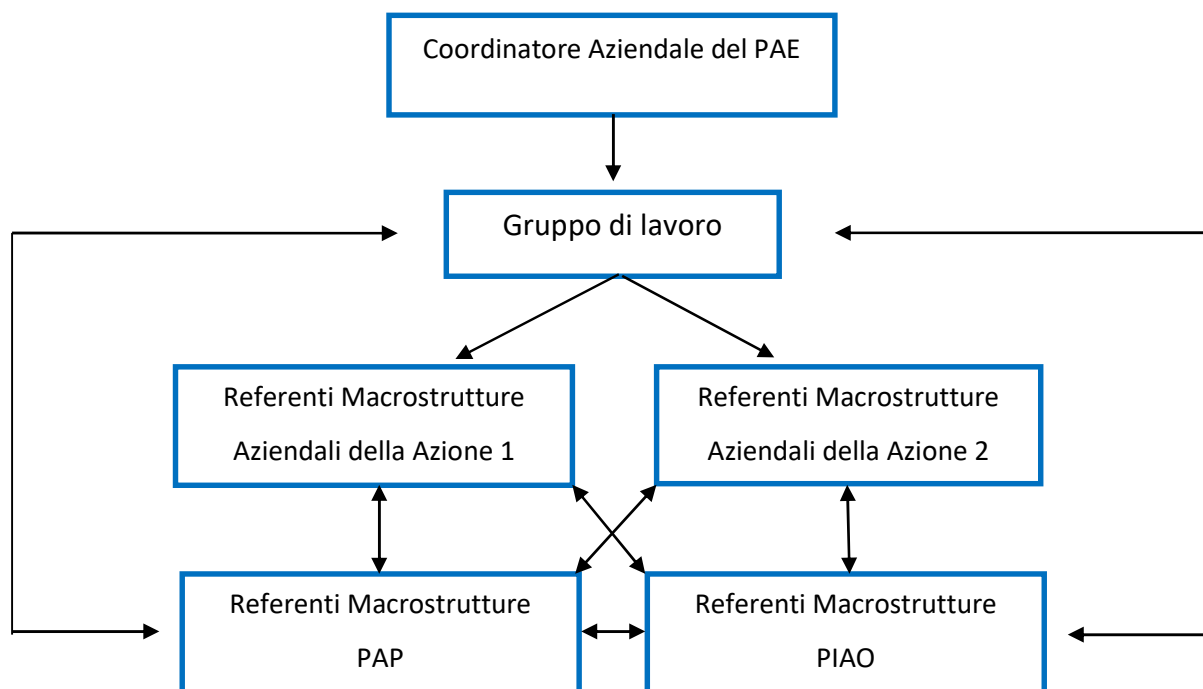 Coordinatore Aziendale del PAE
Gruppo di lavoro
Referenti Macrostrutture
Aziendali della Azione 1
Referenti Macrostrutture
Aziendali della Azione 2
Referenti Macrostrutture
PAP
Referenti Macrostrutture
PIAO